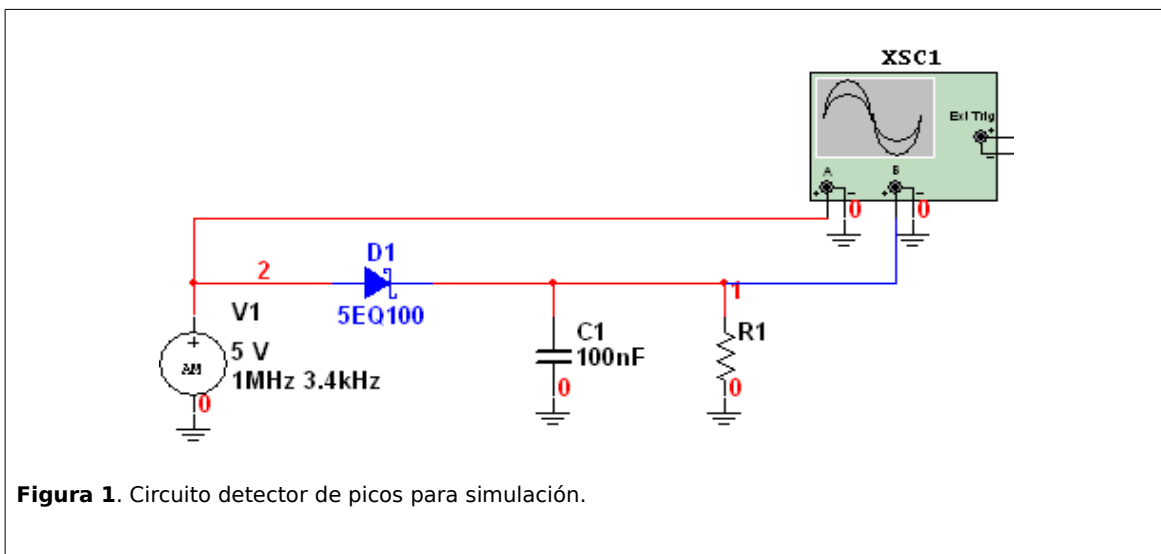 XSC1
Ext Trig
+
-
A
B
+ - + -
0 0
D1
2
V1
5EQ100
1
C1
R1
+
5 V
100nF
AM
1MHz 3.4kHz
0
0
0
Figura 1. Circuito detector de picos para simulación.